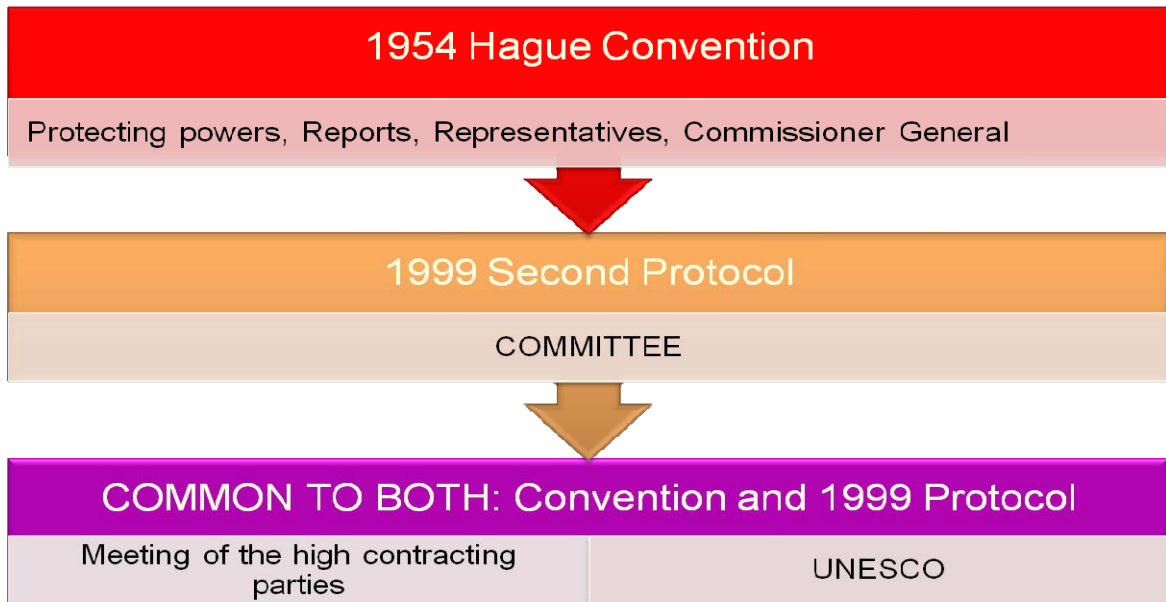 1954 Hague Convention
Protecting powers, Reports, Representatives, Commissioner General
1999 Second Protocol
COMMITTEE
COMMON TO BOTH: Convention and 1999 Protocol
Meeting of the high contracting
parties
UNESCO